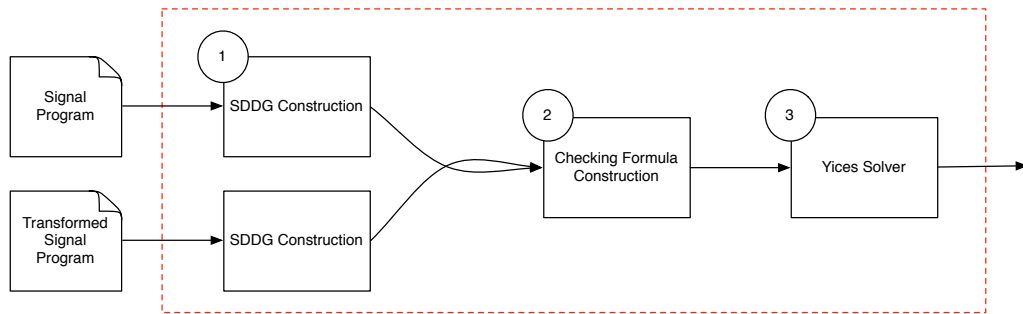 1
Signal
Program
SDDG Construction
2
Checking Formula
Construction
3
Yices Solver
Transformed
Signal
Program
SDDG Construction